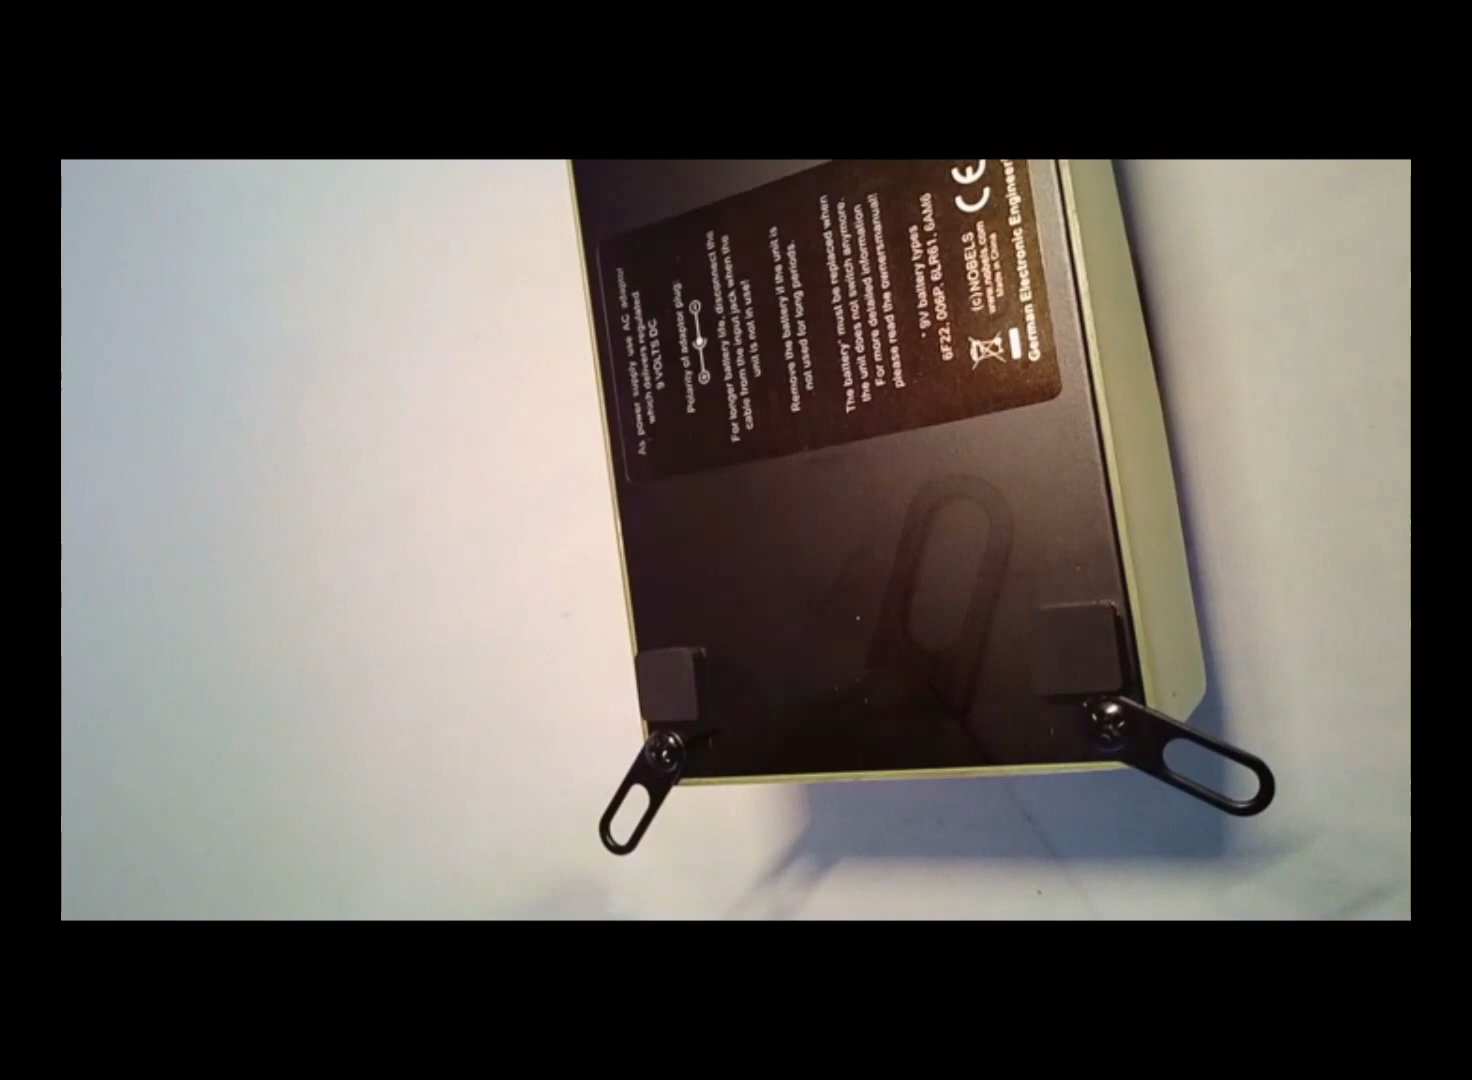 As power supply use AC adaptor
which delivers regulated
9 VOLTS DC
Polarity of adaptor plug:
For longer battery life, disconnect the
cable from the input jack when the
unit is not in use!
Remove the battery if the unit is
not used for long periods.
The battery* must be replaced when
the unit does not switch anymore.
For more detailed information
please read the ownersmanual!
* 9V battery types
6F22, 006P, 6LR61, 6AM6
(c)NOBELS
www.nobels.com
Made in China
CE
German Electronic Engineer